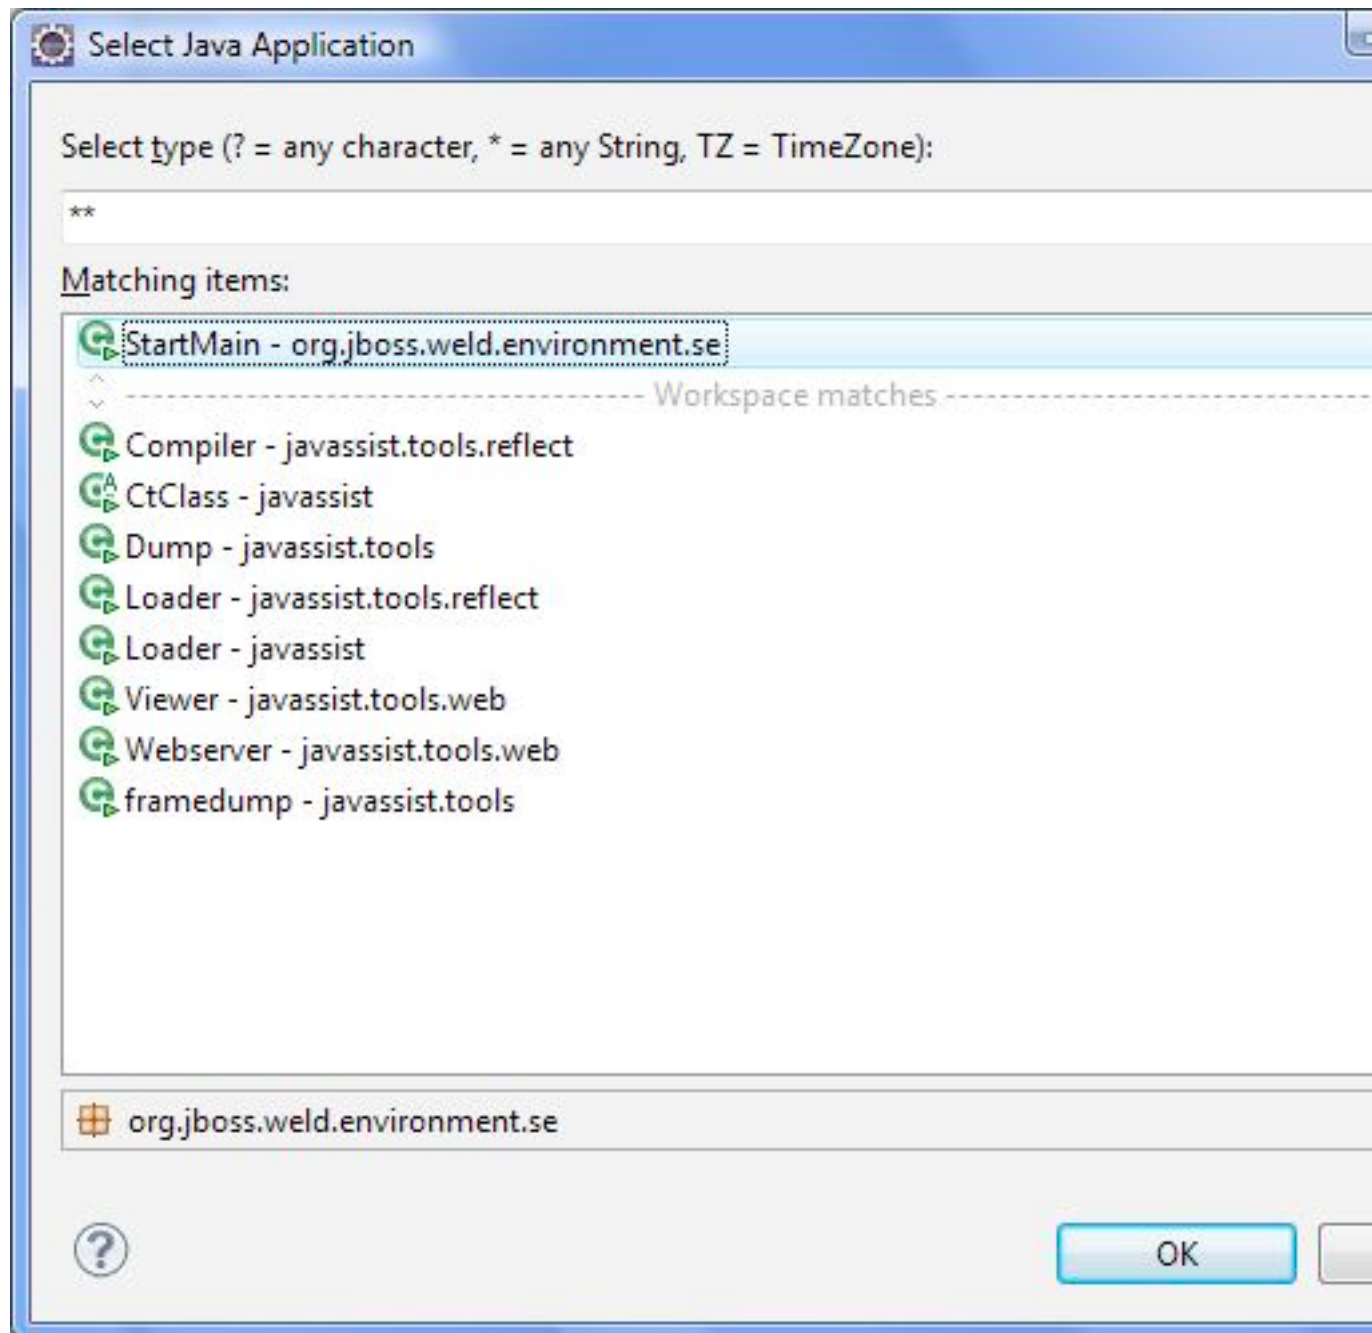 Select Java Application
Select type (? = any character, * = any String, TZ = TimeZone):
**
Matching items:
StartMain - org.jboss.weld.environment.se
Workspace matches
Compiler - javassist.tools.reflect
CtClass - javassist
Dump - javassist.tools
Loader - javassist.tools.reflect
Loader - javassist
Viewer - javassist.tools.web
Webserver - javassist.tools.web
framedump - javassist.tools
org.jboss.weld.environment.se
?
OK